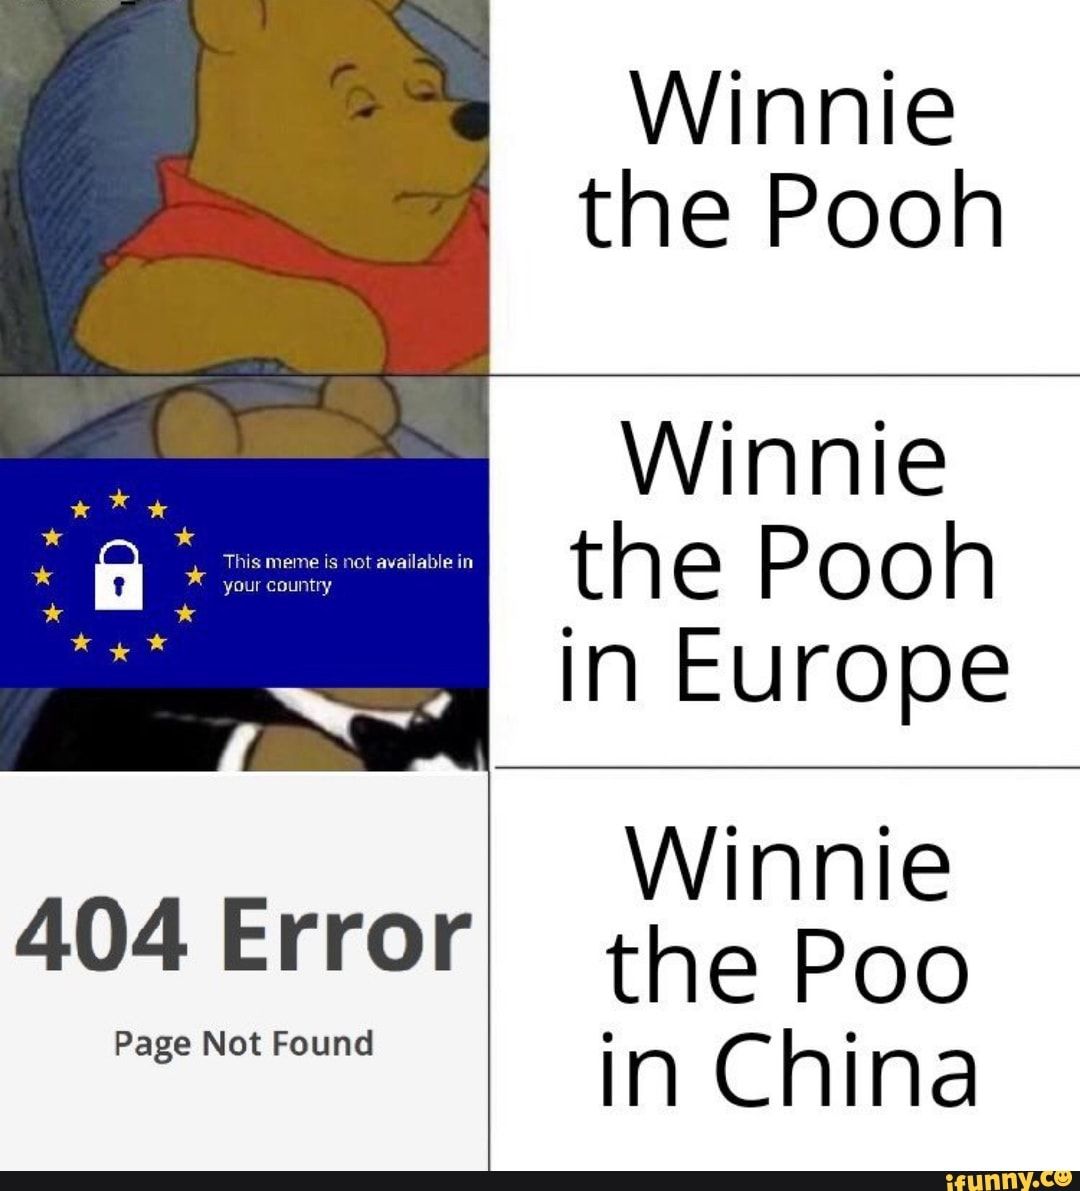 Winnie
the Pooh
This meme is not available in
your country
Winnie
the Pooh
in Europe
404 Error
Page Not Found
Winnie
the Poo
in China
ifunny.co